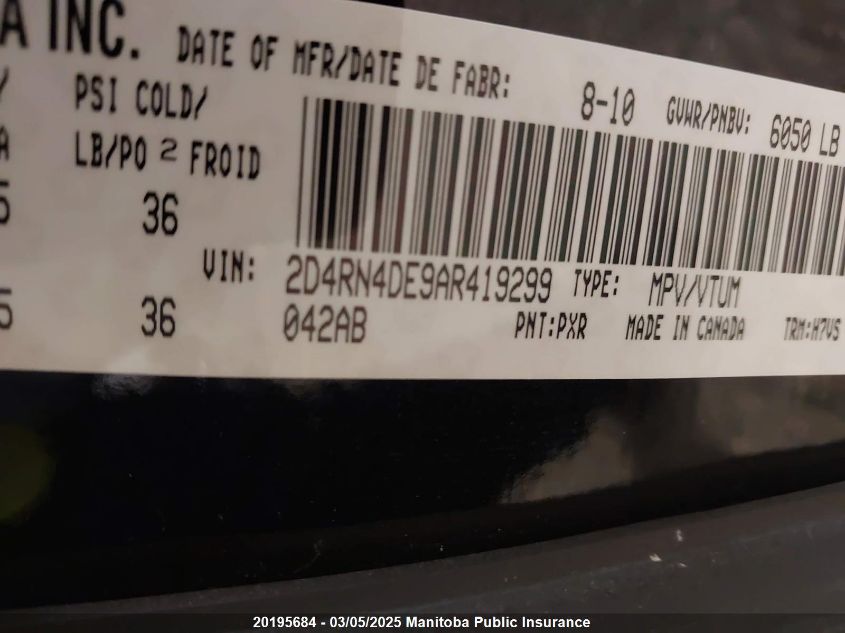 A INC. DATE OF MFR/DATE DE FABR: 8-10 GVWR/PNBV: 6050 LB
/ PSI COLD/
A LB/PO 2 FROID
5 36
VIN: 2D4RN4DE9AR419299 TYPE: MPV/VTUM
5 36 042AB PNT:PXR MADE IN CANADA TRM:H7VS
20195684 - 03/05/2025 Manitoba Public Insurance